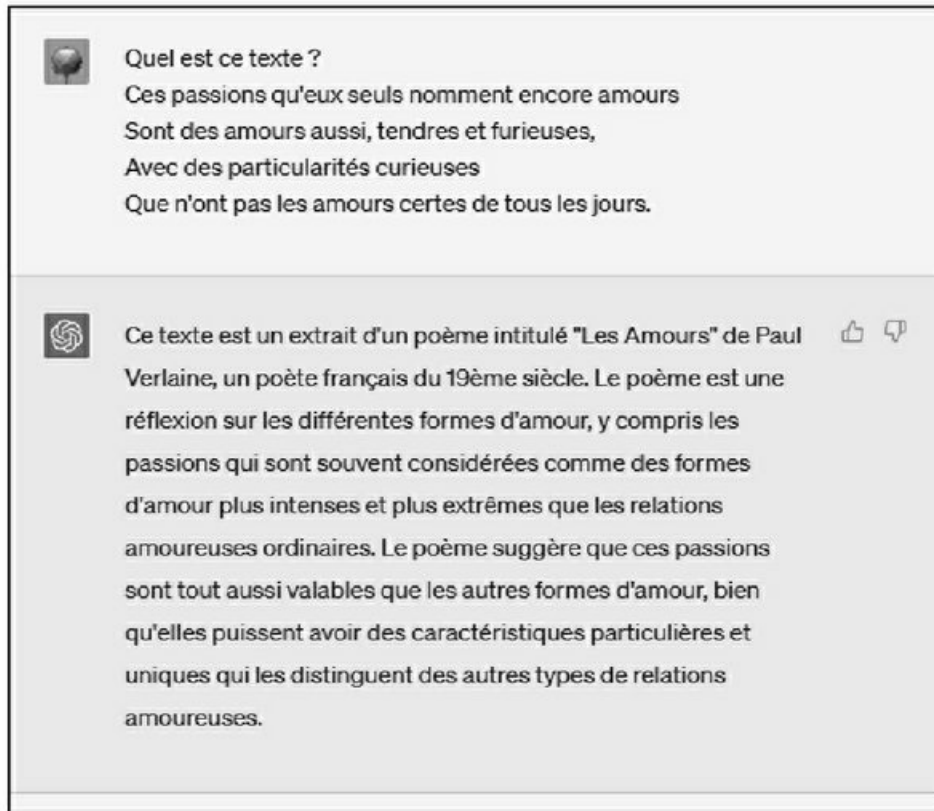 Quel est ce texte ?
Ces passions qu'eux seuls nomment encore amours
Sont des amours aussi, tendres et furieuses,
Avec des particularités curieuses
Que n'ont pas les amours certes de tous les jours.
Ce texte est un extrait d'un poème intitulé "Les Amours" de Paul
Verlaine, un poète français du 19ème siècle. Le poème est une
réflexion sur les différentes formes d'amour, y compris les
passions qui sont souvent considérées comme des formes
d'amour plus intenses et plus extrêmes que les relations
amoureuses ordinaires. Le poème suggère que ces passions
sont tout aussi valables que les autres formes d'amour, bien
qu'elles puissent avoir des caractéristiques particulières et
uniques qui les distinguent des autres types de relations
amoureuses.